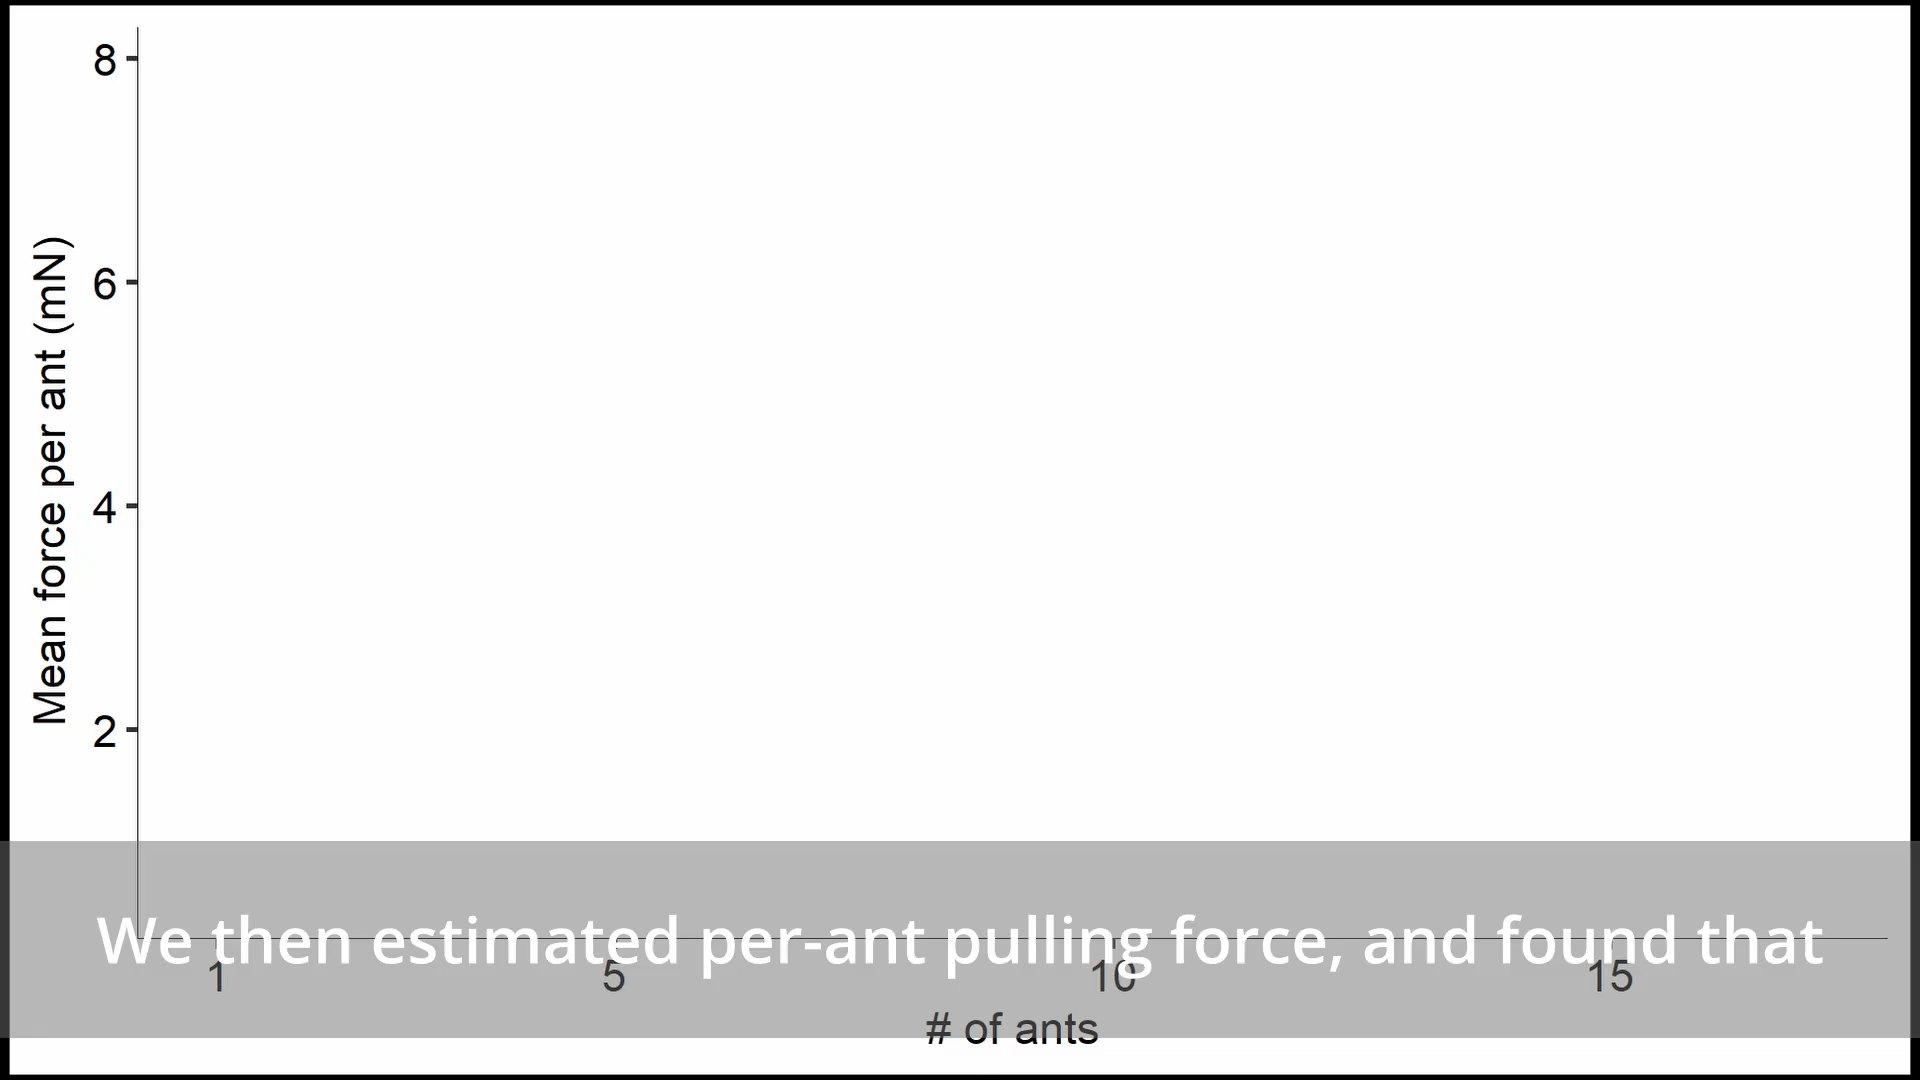 8
6
4
2
Mean force per ant (mN)
We then estimated per-ant pulling force, and found that
1 5 10 15
# of ants